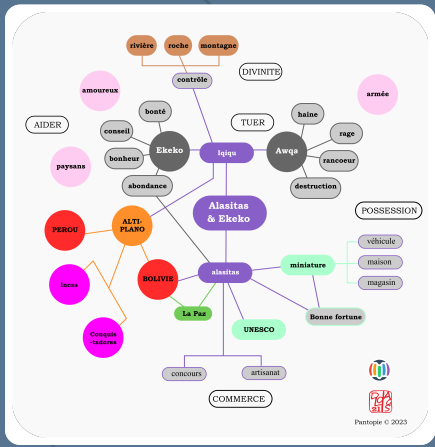 rivière
roche
montagne
contrôle
DIVINITE
amoureux
armée
bonté
haine
AIDER
TUER
conseil
rage
Ekeko
Iqiqu
Awqa
bonheur
rancoeur
paysans
abondance
destruction
Alasitas
& Ekeko
POSSESSION
PEROU
ALTI-
PLANO
véhicule
maison
magasin
miniature
alasitas
BOLIVIE
Incas
La Paz
Bonne fortune
UNESCO
Conquis
-tadores
concours
artisanat
COMMERCE
Pantopie © 2023